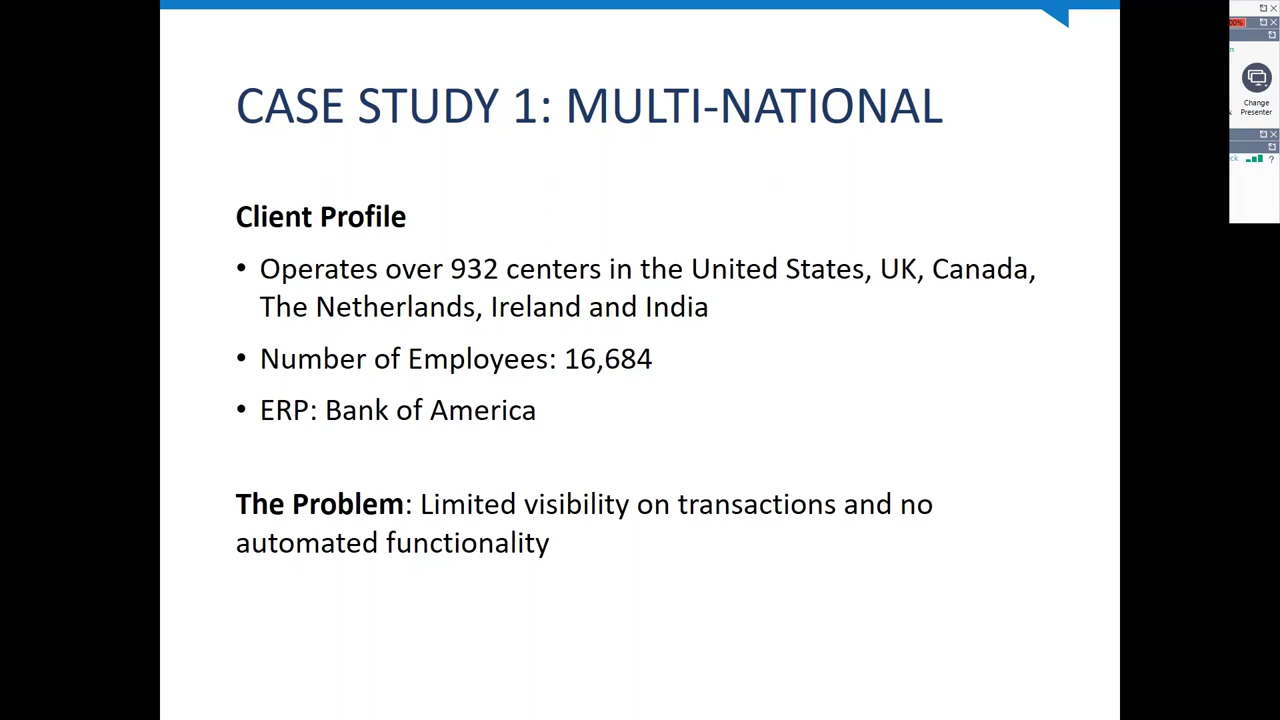 CASE STUDY 1: MULTI-NATIONAL
Client Profile
• Operates over 932 centers in the United States, UK, Canada,
The Netherlands, Ireland and India
• Number of Employees: 16,684
• ERP: Bank of America
The Problem: Limited visibility on transactions and no
automated functionality
Change
Presenter
?